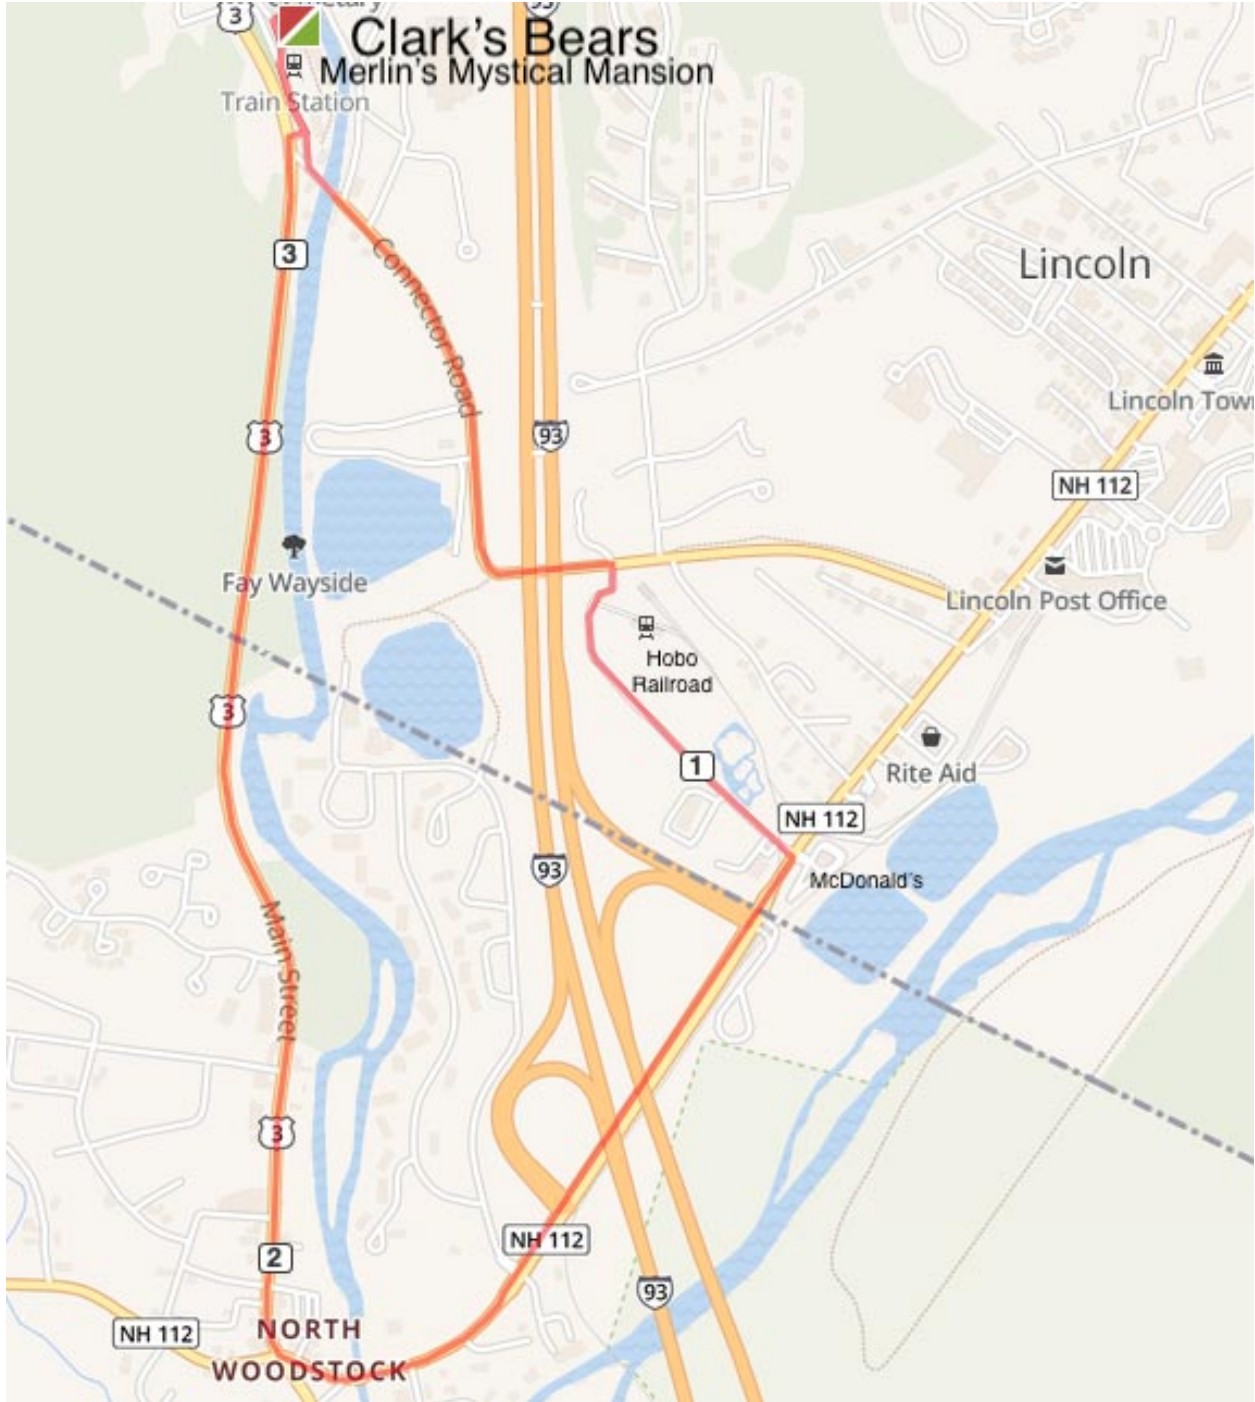 3
93
Clark's Bears
Merlin's Mystical Mansion
Train Station
3
Connector Road
Lincoln
Lincoln Town
3
93
NH 112
Fay Wayside
Lincoln Post Office
Hobo
Railroad
3
1
Rite Aid
NH 112
93
McDonald's
Main Street
3
NH 112
2
93
NH 112
NORTH
WOODSTOCK